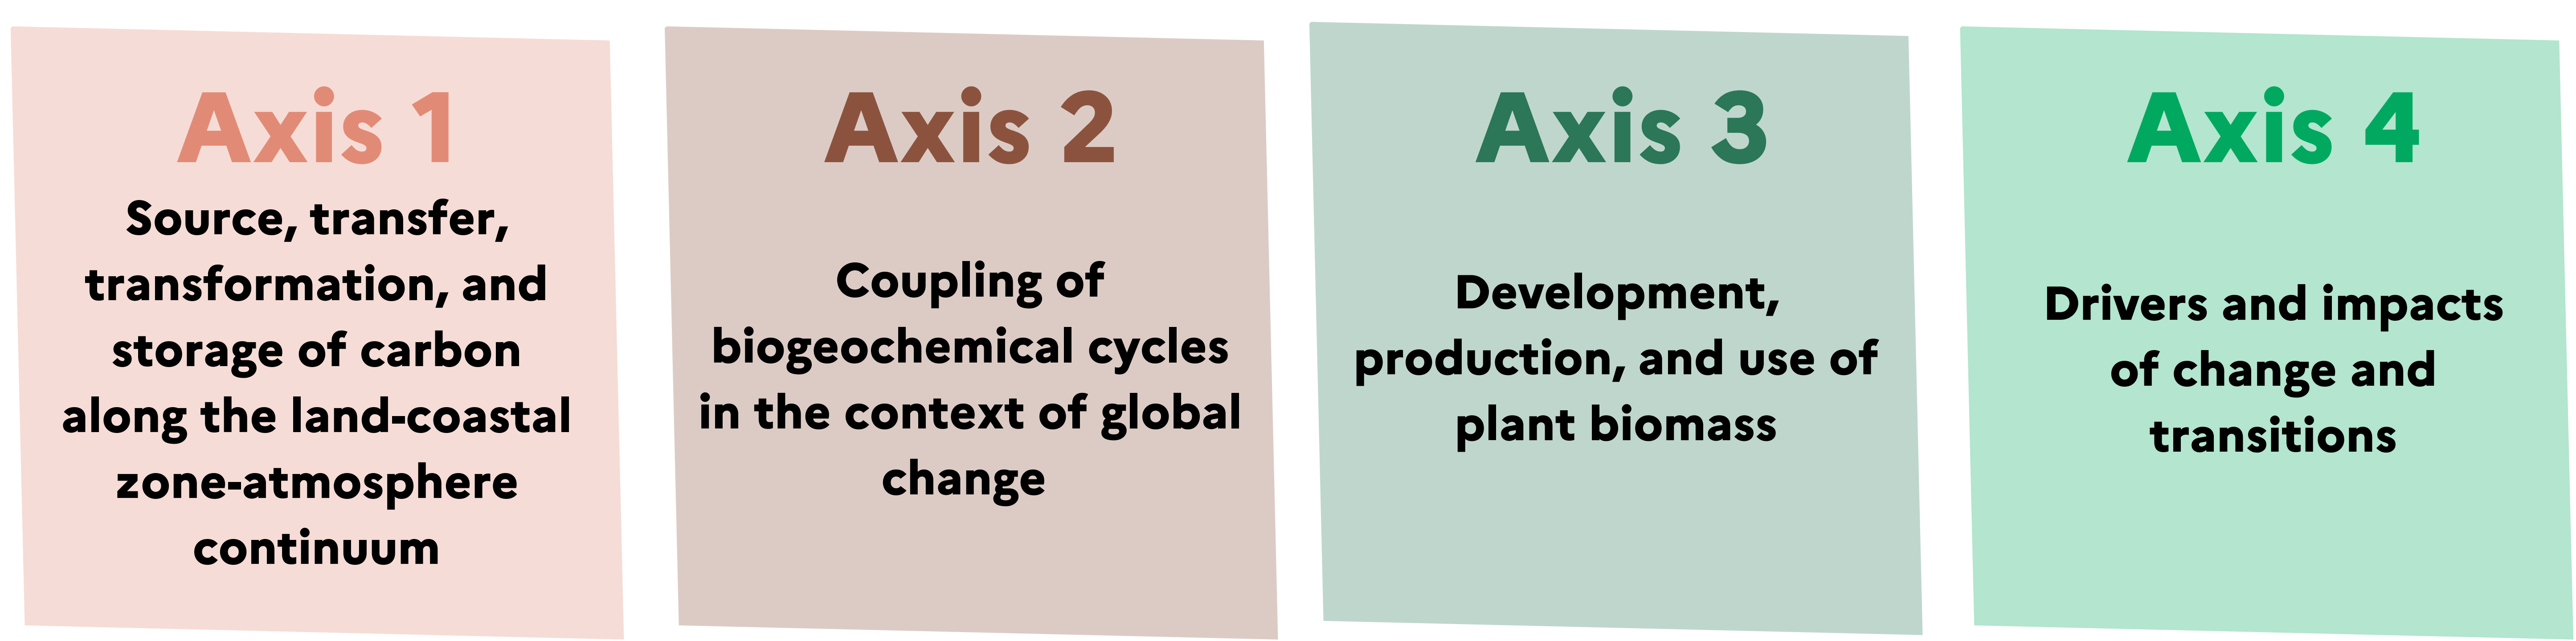 Axis 1
Source, transfer,
transformation, and
storage of carbon
along the land-coastal
zone-atmosphere
continuum
Axis 2
Coupling of
biogeochemical cycles
in the context of global
change
Axis 3
Development,
production, and use of
plant biomass
Axis 4
Drivers and impacts
of change and
transitions